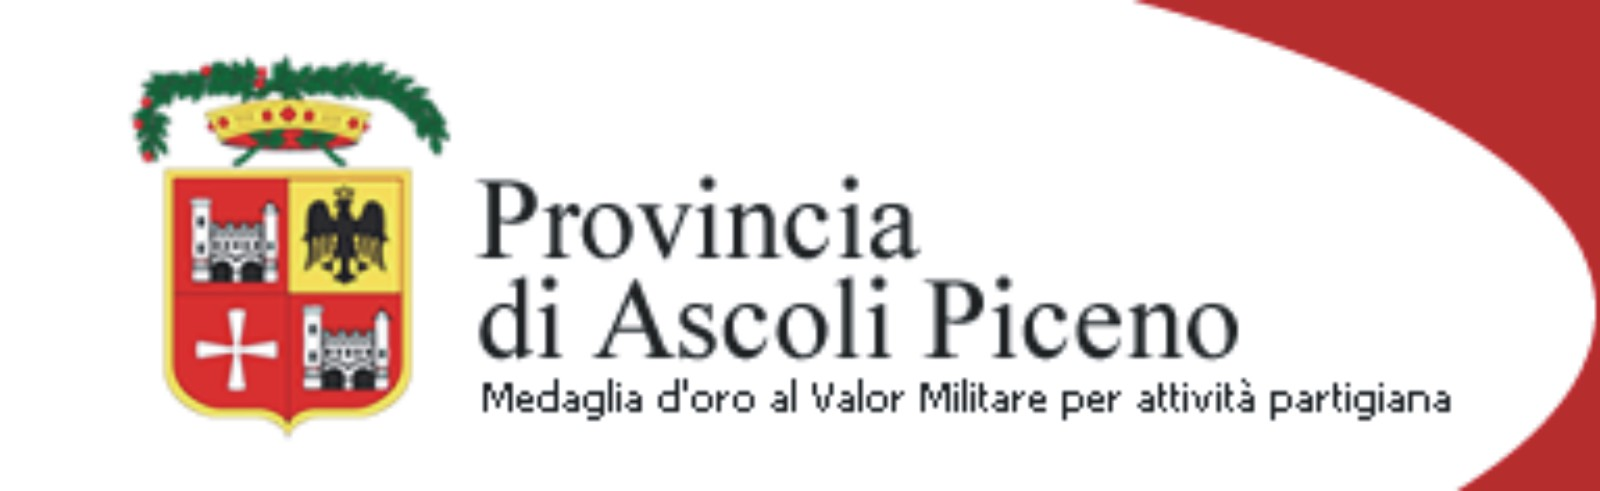 Provincia
di Ascoli Piceno
Medaglia d'oro al Valor Militare per attività partigiana